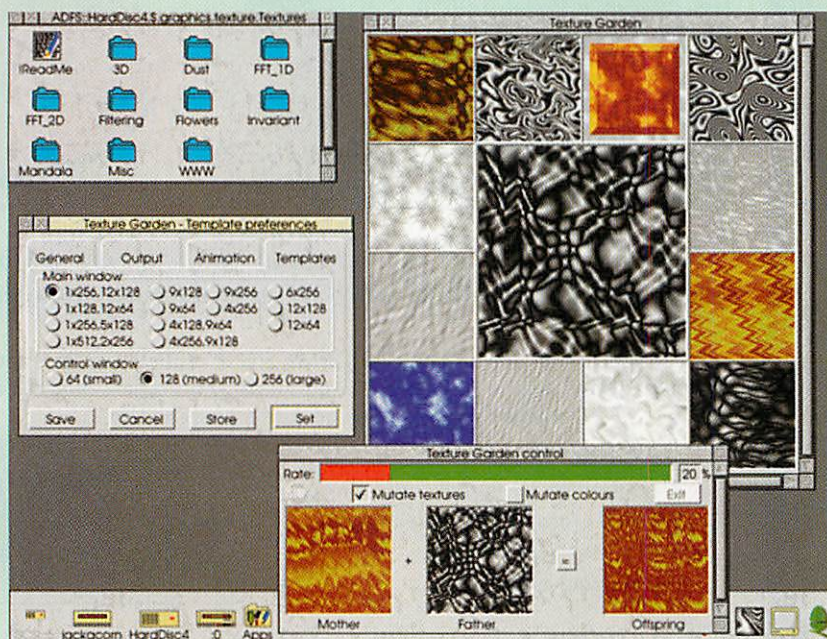 ADFS::HardDisc4.$.graphics.texture.Textures
!ReadMe 3D Dust FFT_1D
FFT_2D Filtering Flowers Invariant
Mandala Misc WWW
Texture Garden
Texture Garden - Template preferences
General Output Animation Templates
Main window
1x256,12x128 9x128 9x256 6x256
1x128,12x64 9x64 4x256 12x128
1x256,5x128 4x128,9x64 12x64
1x512,2x256 4x256,9x128
Control window
64 (small) 128 (medium) 256 (large)
Save Cancel Store Set
Texture Garden control
Rate: 20 %
Mutate textures Mutate colours Exit
+ =
Mother Father Offspring
jackacorn HardDisc4 :0 Apps